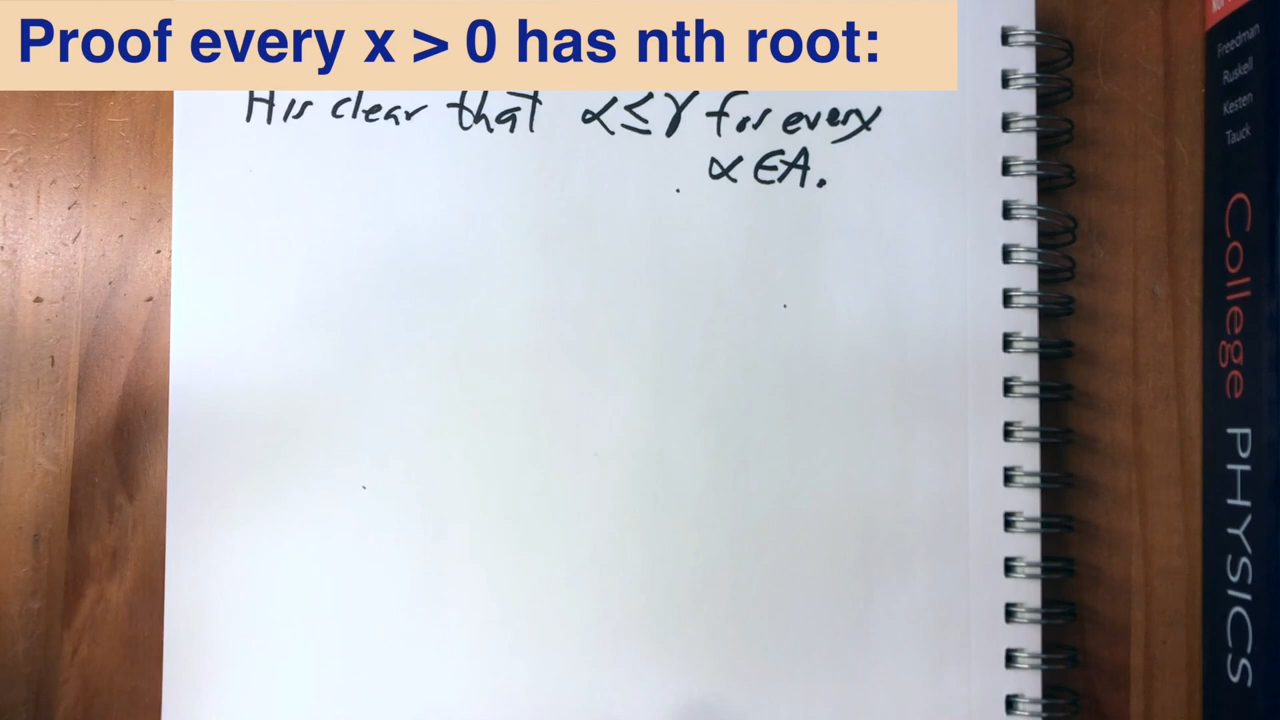 Proof every x > 0 has nth root:
It is clear that α ≤ γ for every
α ∈ A.
Freedman
Ruskell
Kesten
Tauck
College PHYSICS